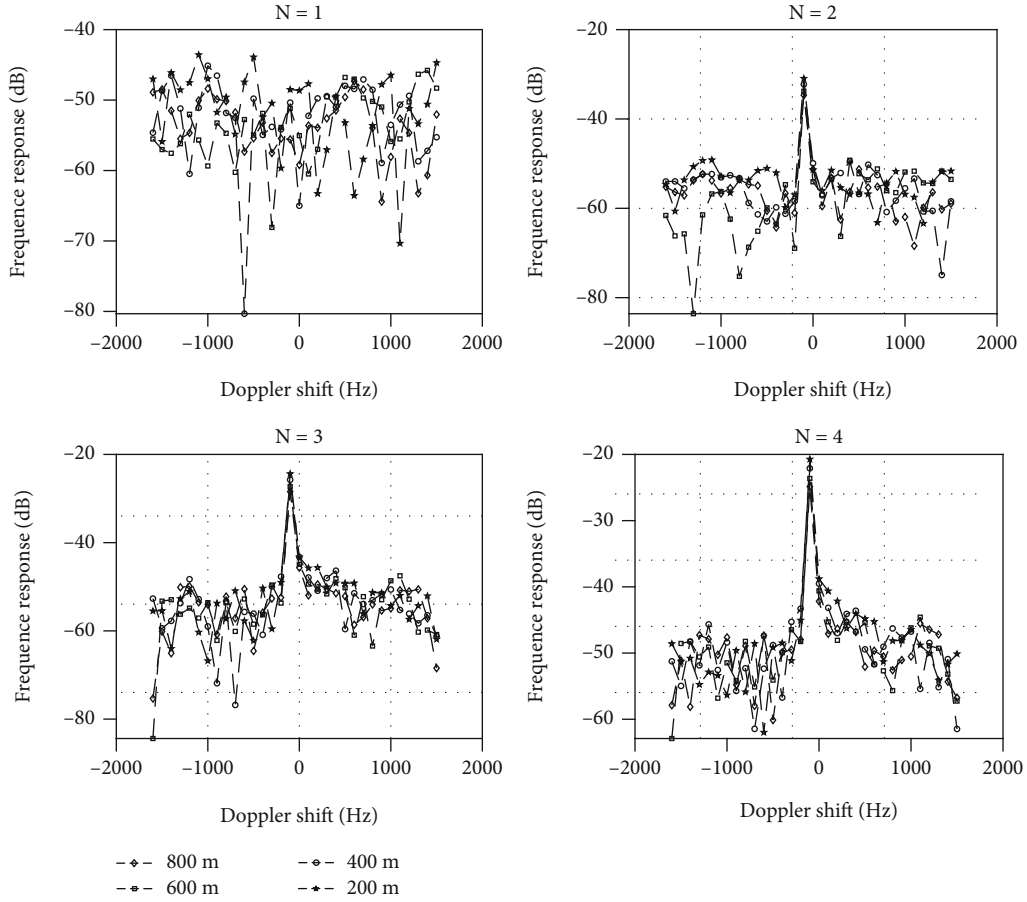 N = 1
Frequence response (dB)
−40
−50
−60
−70
−80
−2000 −1000 0 1000 2000
Doppler shift (Hz)
N = 2
Frequence response (dB)
−20
−40
−60
−80
−2000 −1000 0 1000 2000
Doppler shift (Hz)
N = 3
Frequence response (dB)
−20
−40
−60
−80
−2000 −1000 0 1000 2000
Doppler shift (Hz)
N = 4
Frequence response (dB)
−20
−30
−40
−50
−60
−2000 −1000 0 1000 2000
Doppler shift (Hz)
800 m
600 m
400 m
200 m